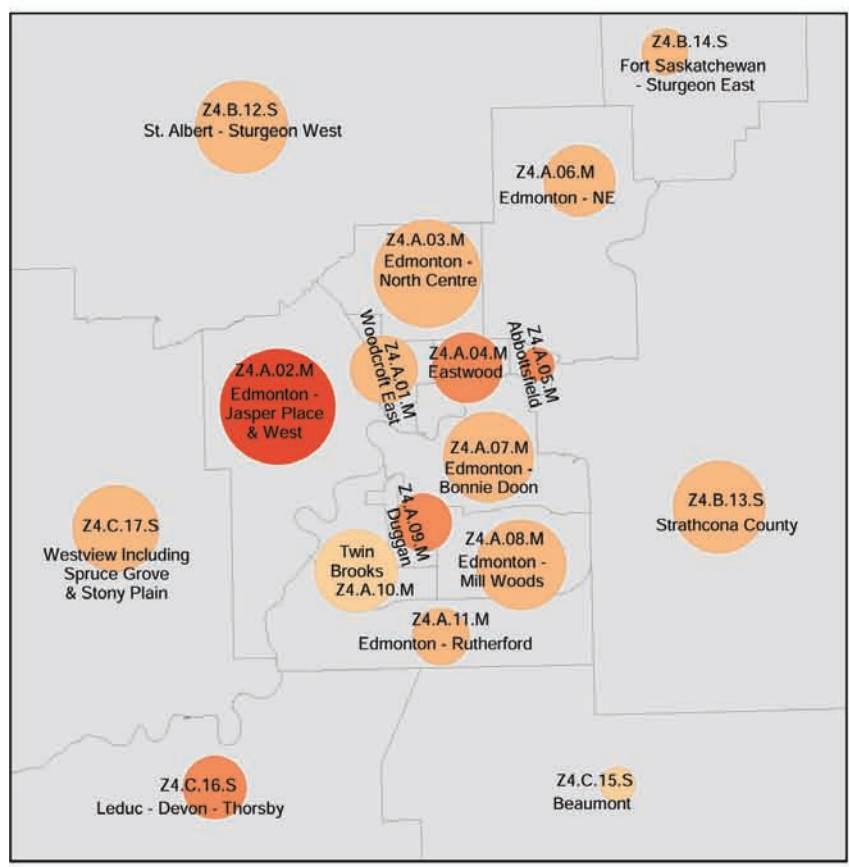 Z4.B.14.S
Fort Saskatchewan
- Sturgeon East
Z4.B.12.S
St. Albert - Sturgeon West
Z4.A.06.M
Edmonton - NE
Z4.A.03.M
Edmonton -
North Centre
Z4.A.01.M
Woodcroft East
Z4.A.04.M
Eastwood
Z4.A.05.M
Abbottsfield
Z4.A.02.M
Edmonton -
Jasper Place
& West
Z4.A.07.M
Edmonton -
Bonnie Doon
Z4.B.13.S
Strathcona County
Z4.C.17.S
Westview Including
Spruce Grove
& Stony Plain
Z4.A.09.M
Duggan
Z4.A.08.M
Edmonton -
Mill Woods
Twin
Brooks
Z4.A.10.M
Z4.A.11.M
Edmonton - Rutherford
Z4.C.16.S
Leduc - Devon - Thorsby
Z4.C.15.S
Beaumont